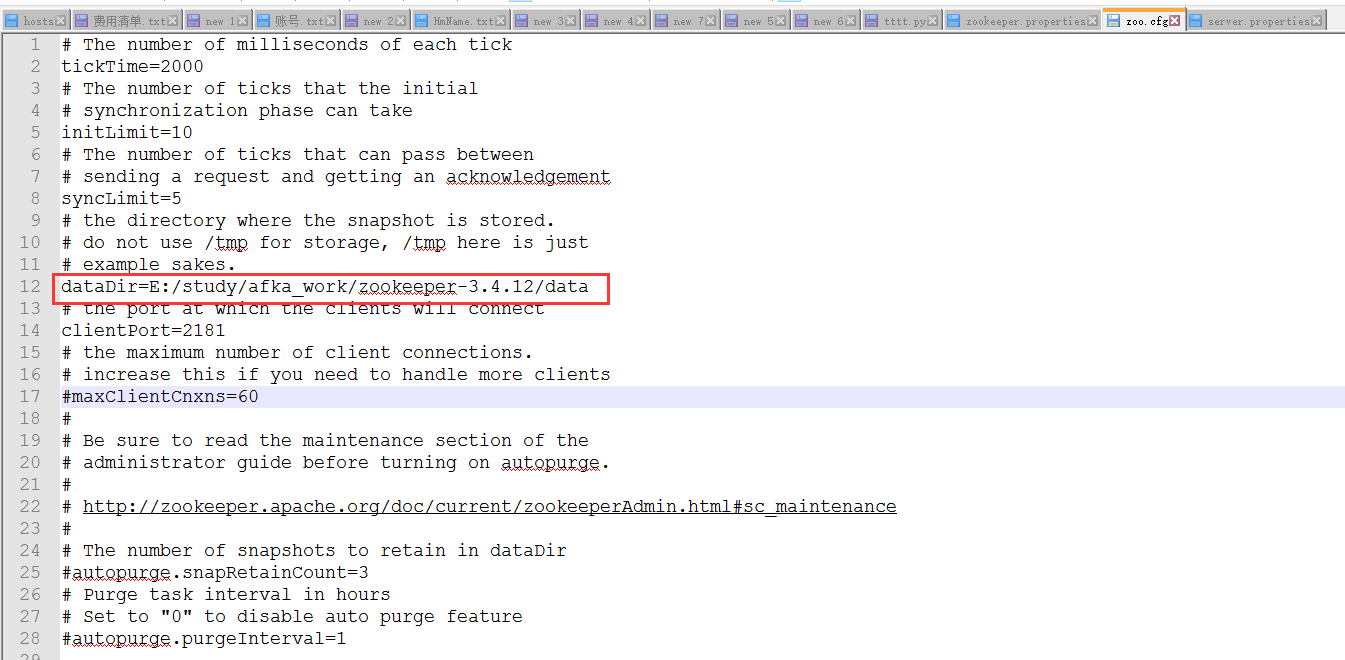 hosts 费用清单.txt new 1 账号.txt new 2 HmName.txt new 3 new 4 new 7 new 5 new 6 tttt.py zookeeper.properties zoo.cfg server.properties
1 # The number of milliseconds of each tick
2 tickTime=2000
3 # The number of ticks that the initial
4 # synchronization phase can take
5 initLimit=10
6 # The number of ticks that can pass between
7 # sending a request and getting an acknowledgement
8 syncLimit=5
9 # the directory where the snapshot is stored.
10 # do not use /tmp for storage, /tmp here is just
11 # example sakes.
12 dataDir=E:/study/afka_work/zookeeper-3.4.12/data
13 # the port at which the clients will connect
14 clientPort=2181
15 # the maximum number of client connections.
16 # increase this if you need to handle more clients
17 #maxClientCnxns=60
18 #
19 # Be sure to read the maintenance section of the
20 # administrator guide before turning on autopurge.
21 #
22 # http://zookeeper.apache.org/doc/current/zookeeperAdmin.html#sc_maintenance
23 #
24 # The number of snapshots to retain in dataDir
25 #autopurge.snapRetainCount=3
26 # Purge task interval in hours
27 # Set to "0" to disable auto purge feature
28 #autopurge.purgeInterval=1
29